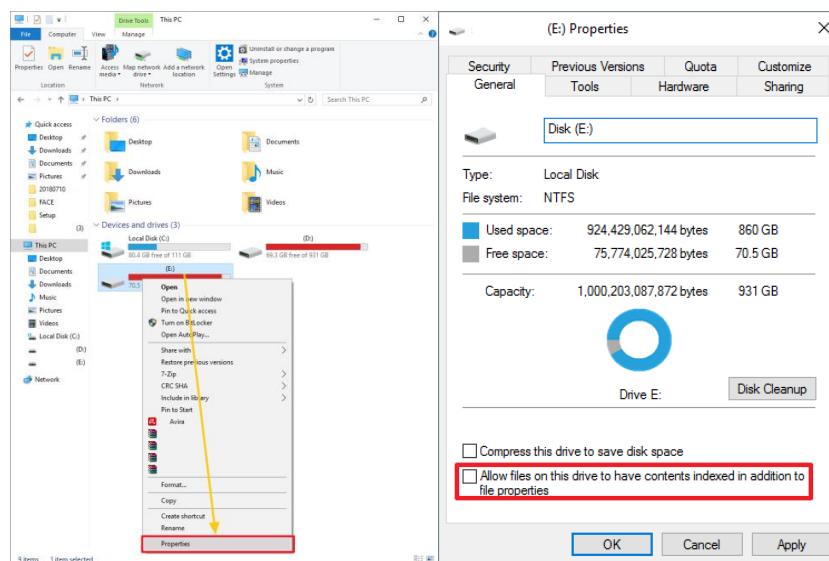 Drive Tools This PC
File Computer View Manage
Properties Open Rename
Access media Map network drive Add a network location
Open Settings
Uninstall or change a program
System properties
Manage
Location Network System
This PC
Search This PC
Quick access
Desktop
Downloads
Documents
Pictures
20180710
FACE
Setup
(3)
This PC
Desktop
Documents
Downloads
Music
Pictures
Videos
Local Disk (C:)
(D:)
(E:)
Network
Folders (6)
Desktop
Documents
Downloads
Music
Pictures
Videos
Devices and drives (3)
Local Disk (C:)
80.4 GB free of 111 GB
(D:)
69.3 GB free of 931 GB
(E:)
70.5
Open
Open in new window
Pin to Quick access
Turn on BitLocker
Open AutoPlay...
Share with
Restore previous versions
7-Zip
CRC SHA
Include in library
Pin to Start
Avira
Format...
Copy
Create shortcut
Rename
Properties
9 items 1 item selected
(E:) Properties
Security Previous Versions Quota Customize
General Tools Hardware Sharing
Disk (E:)
Type: Local Disk
File system: NTFS
Used space: 924,429,062,144 bytes 860 GB
Free space: 75,774,025,728 bytes 70.5 GB
Capacity: 1,000,203,087,872 bytes 931 GB
Drive E:
Disk Cleanup
Compress this drive to save disk space
Allow files on this drive to have contents indexed in addition to
file properties
OK Cancel Apply